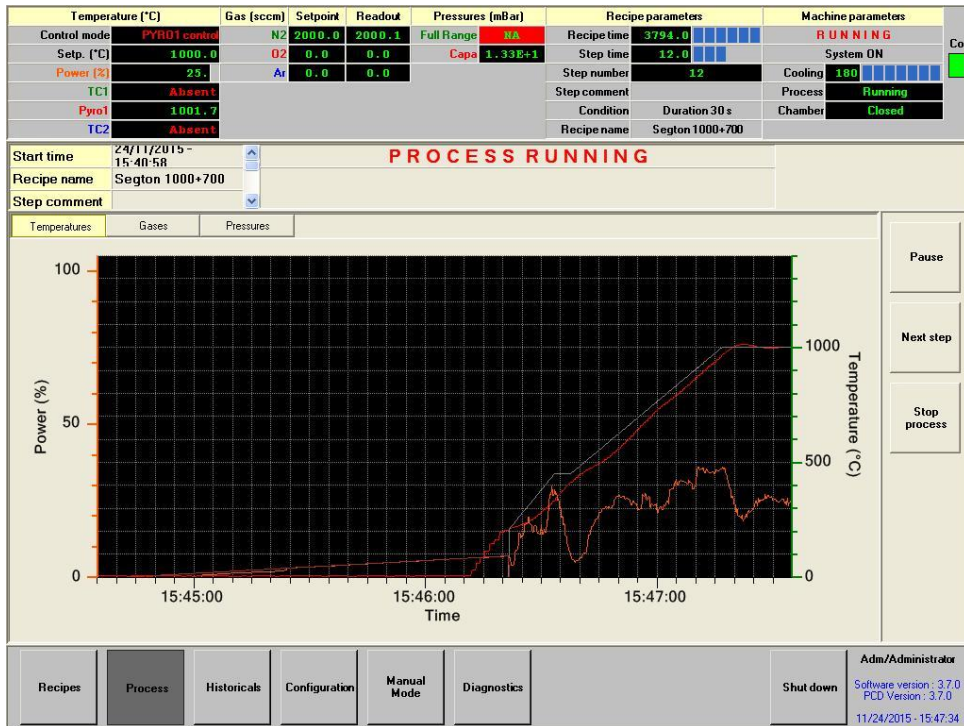 Temperature (°C) Gas (sccm) Setpoint Readout Pressures (mBar) Recipe parameters Machine parameters
Control mode PYRO1 control N2 2000.0 2000.1 Full Range NA Recipe time 3794.0 RUNNING
Setp. (°C) 1000.0 O2 0.0 0.0 Capa 1.33E+1 Step time 12.0 System ON Co
Power (%) 25. Ar 0.0 0.0 Step number 12 Cooling 180
TC1 Absent Step comment Process Running
Pyro1 1001.7 Condition Duration 30 s Chamber Closed
TC2 Absent Recipe name Segton 1000+700
Start time 24/11/2015 - 15:40:58 PROCESS RUNNING
Recipe name Segton 1000+700
Step comment
Temperatures Gases Pressures
Pause
Next step
Stop
process
100
50
0
Power (%)
1000
500
0
Temperature (°C)
15:45:00 15:46:00 15:47:00
Time
Recipes Process Historicals Configuration Manual Mode Diagnostics Shut down
Adm/Administrator
Software version : 3.7.0
PCD Version : 3.7.0
11/24/2015 - 15:47:34